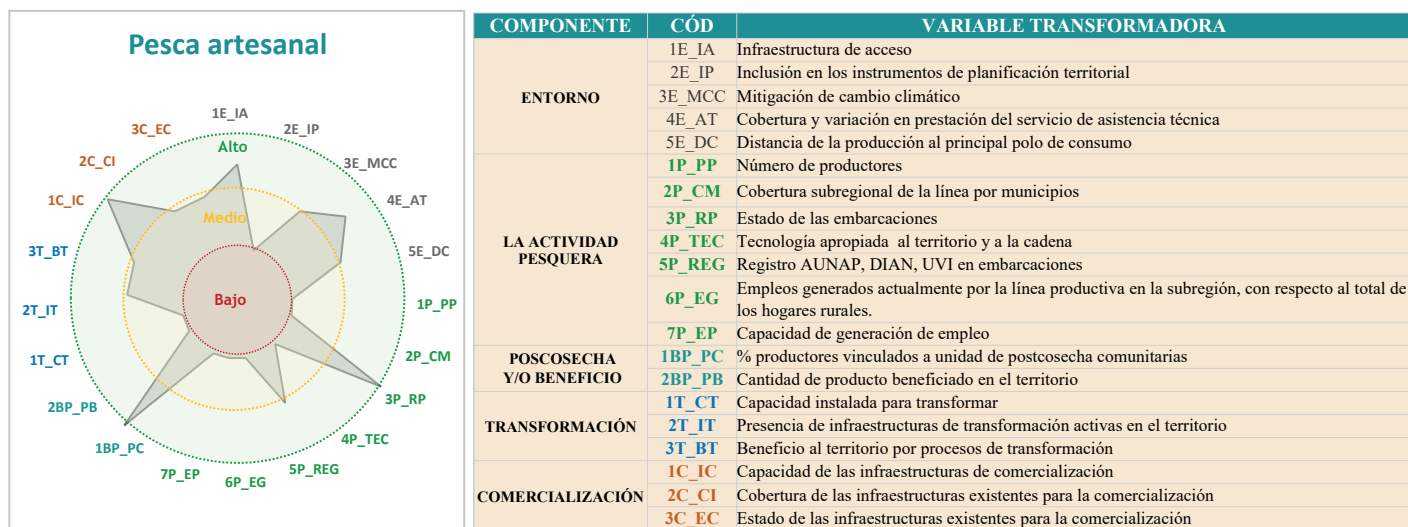 Pesca artesanal
1E_IA
2E_IP
3E_MCC
4E_AT
5E_DC
1P_PP
2P_CM
3P_RP
4P_TEC
5P_REG
6P_EG
7P_EP
1BP_PC
2BP_PB
1T_CT
2T_IT
3T_BT
1C_IC
2C_CI
3C_EC
Alto
Medio
Bajo
COMPONENTE CÓD VARIABLE TRANSFORMADORA
ENTORNO
1E_IA Infraestructura de acceso
2E_IP Inclusión en los instrumentos de planificación territorial
3E_MCC Mitigación de cambio climático
4E_AT Cobertura y variación en prestación del servicio de asistencia técnica
5E_DC Distancia de la producción al principal polo de consumo
LA ACTIVIDAD
PESQUERA
1P_PP Número de productores
2P_CM Cobertura subregional de la línea por municipios
3P_RP Estado de las embarcaciones
4P_TEC Tecnología apropiada al territorio y a la cadena
5P_REG Registro AUNAP, DIAN, UVI en embarcaciones
6P_EG Empleos generados actualmente por la línea productiva en la subregión, con respecto al total de
los hogares rurales.
7P_EP Capacidad de generación de empleo
POSCOSECHA
Y/O BENEFICIO
1BP_PC % productores vinculados a unidad de postcosecha comunitarias
2BP_PB Cantidad de producto beneficiado en el territorio
TRANSFORMACIÓN
1T_CT Capacidad instalada para transformar
2T_IT Presencia de infraestructuras de transformación activas en el territorio
3T_BT Beneficio al territorio por procesos de transformación
COMERCIALIZACIÓN
1C_IC Capacidad de las infraestructuras de comercialización
2C_CI Cobertura de las infraestructuras existentes para la comercialización
3C_EC Estado de las infraestructuras existentes para la comercialización